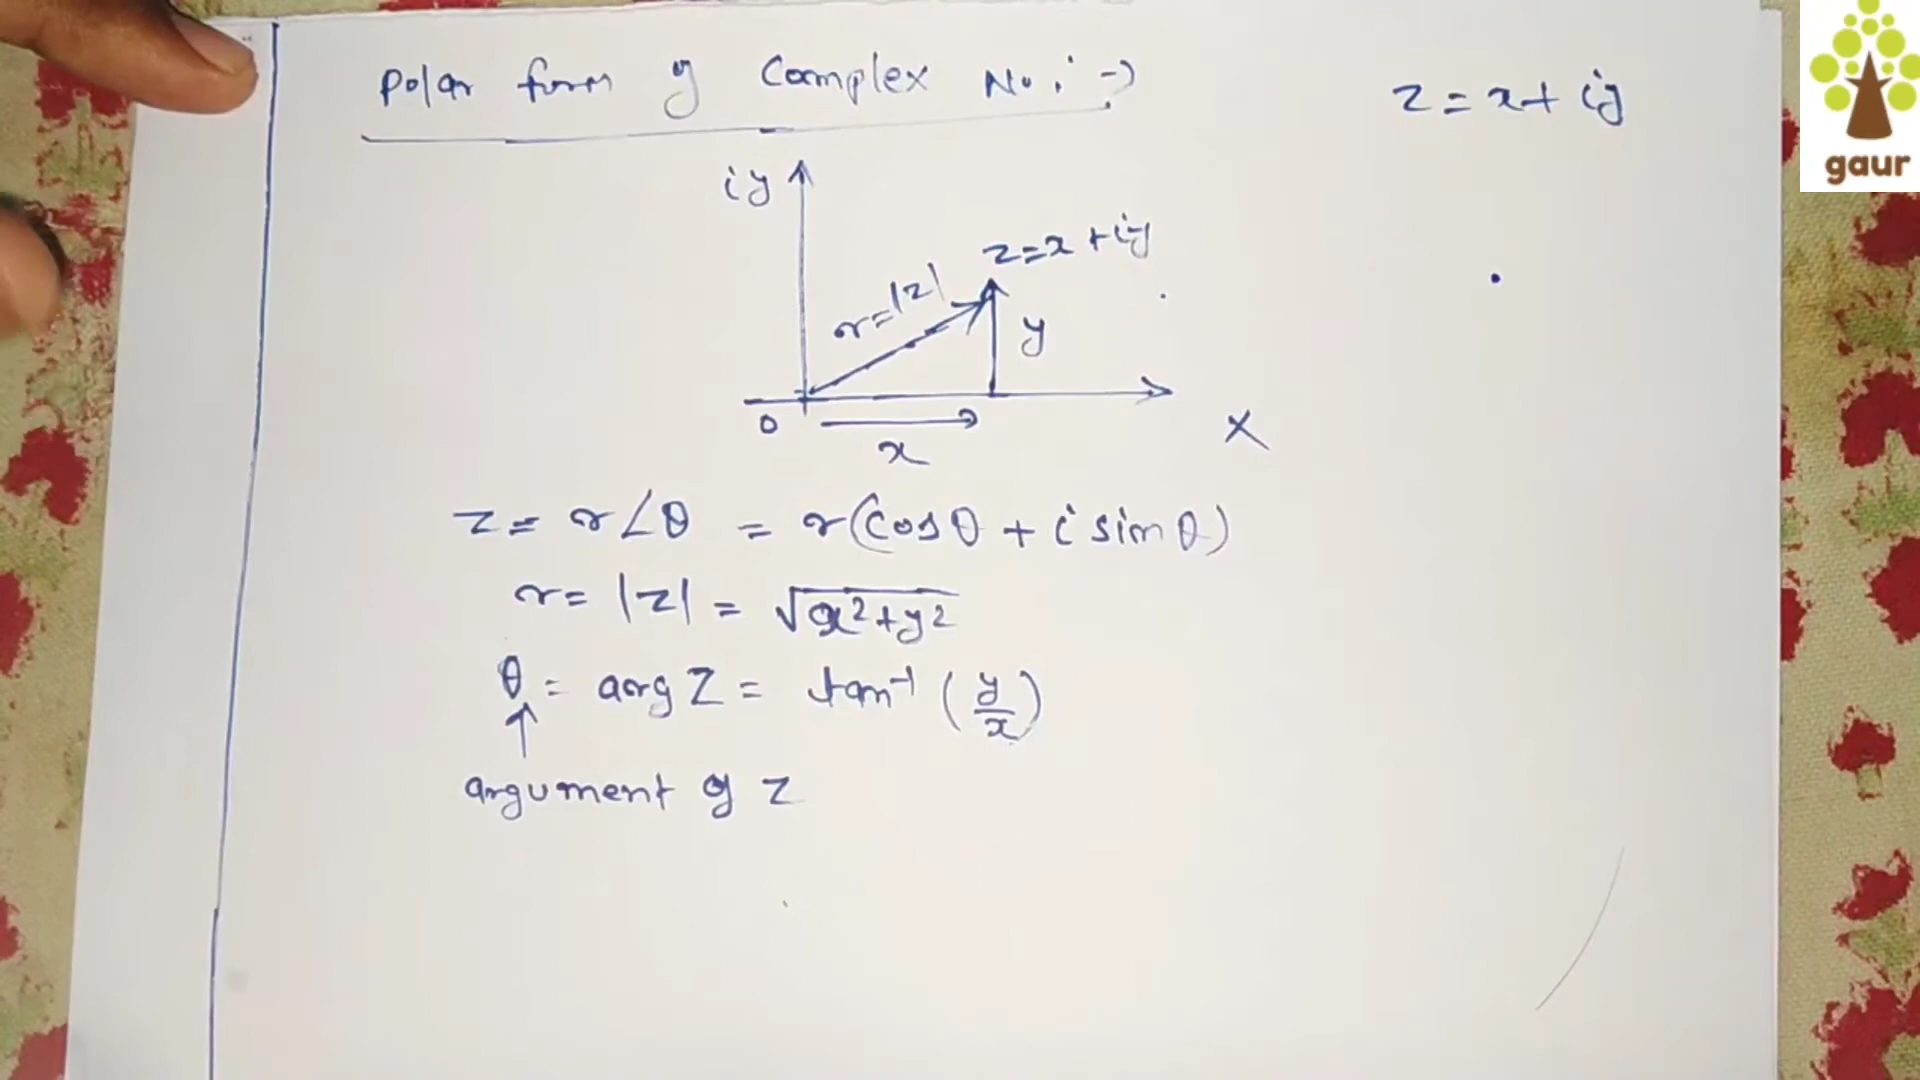 Polar form of Complex No. :->
z = x + iy
gaur
iy
z = x + iy
r = |z|
y
0
x
X
z = r∠θ = r(cosθ + i sinθ)
r = |z| = √x²+y²
θ = arg Z = tan⁻¹ (y/x)
↑
argument of z